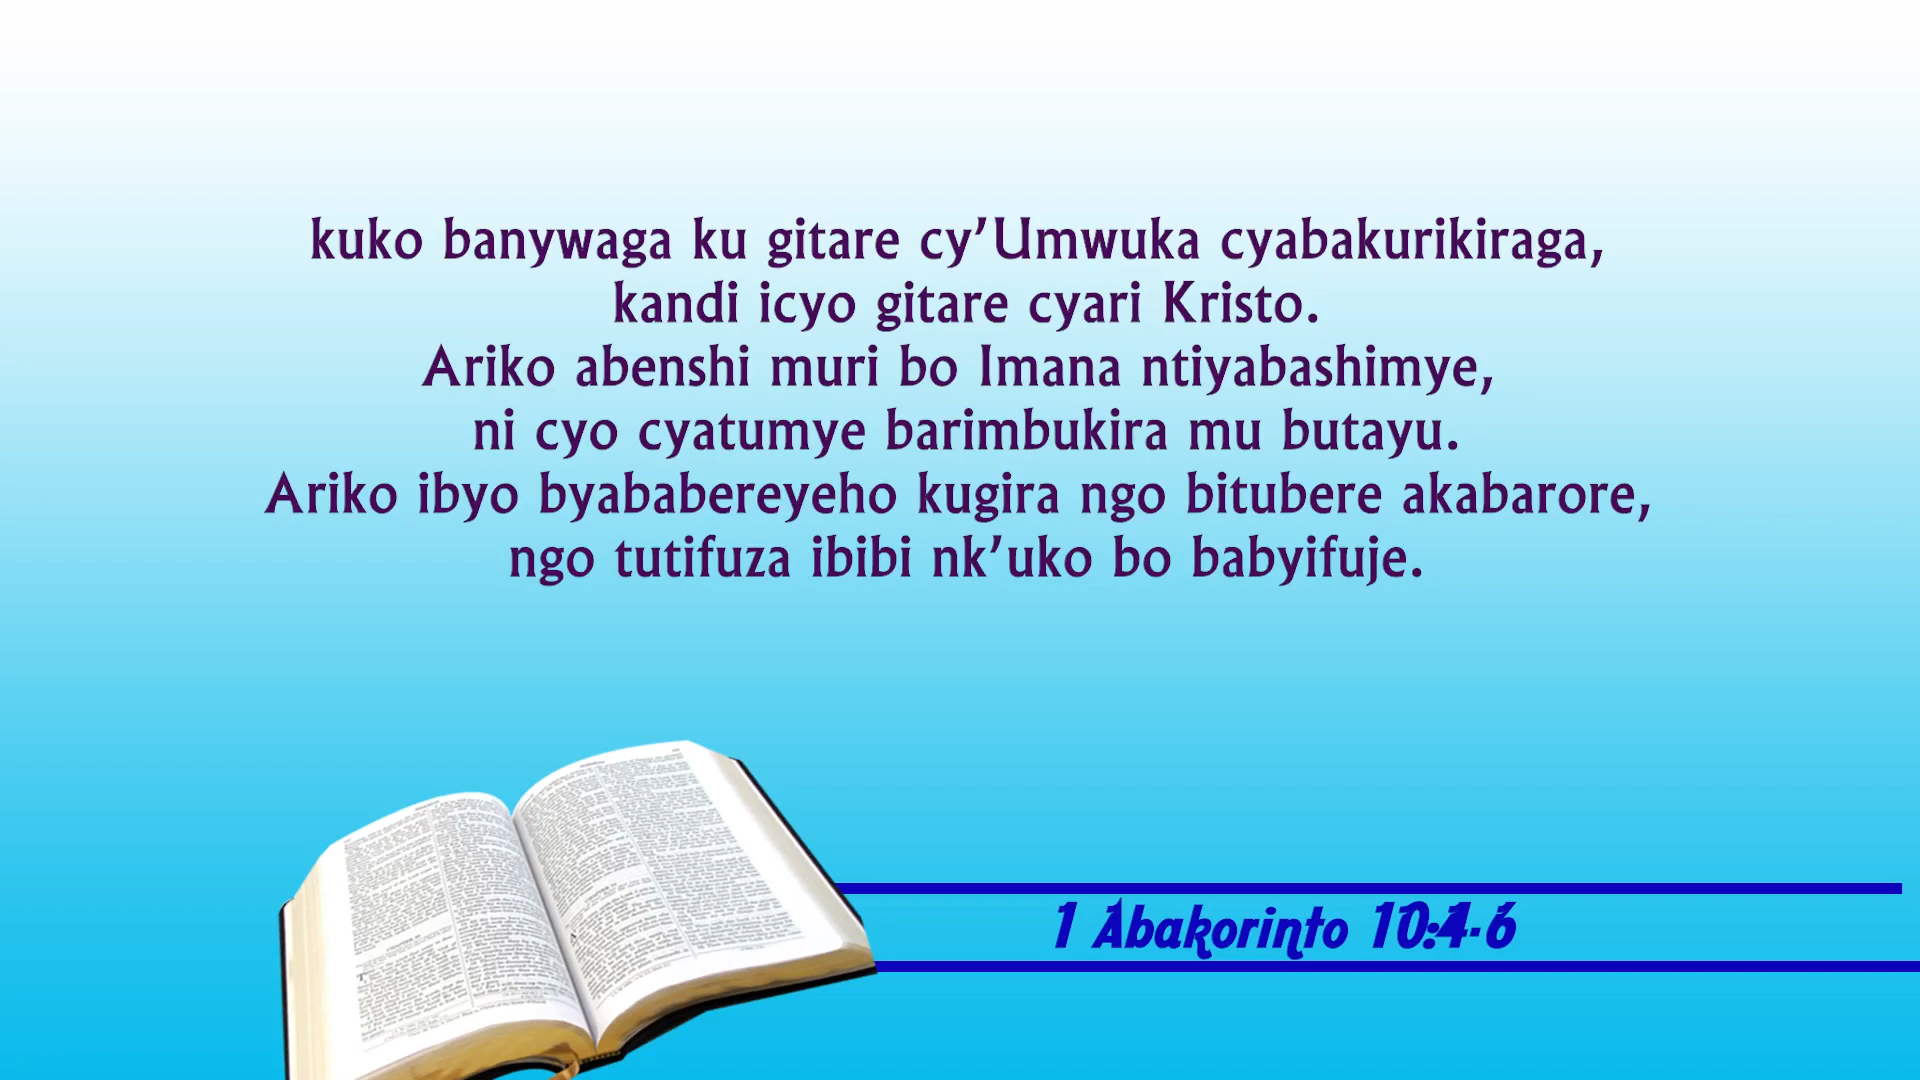 kuko banywaga ku gitare cy’Umwuka cyabakurikiraga,
kandi icyo gitare cyari Kristo.
Ariko abenshi muri bo Imana ntiyabashimye,
ni cyo cyatumye barimbukira mu butayu.
Ariko ibyo byababereyeho kugira ngo bitubere akabarore,
ngo tutifuza ibibi nk’uko bo babyifuje.
1 Abakorinto 10:4-6